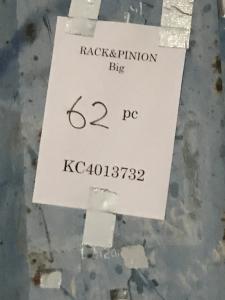 RACK&PINION
Big
62 pc
KC4013732